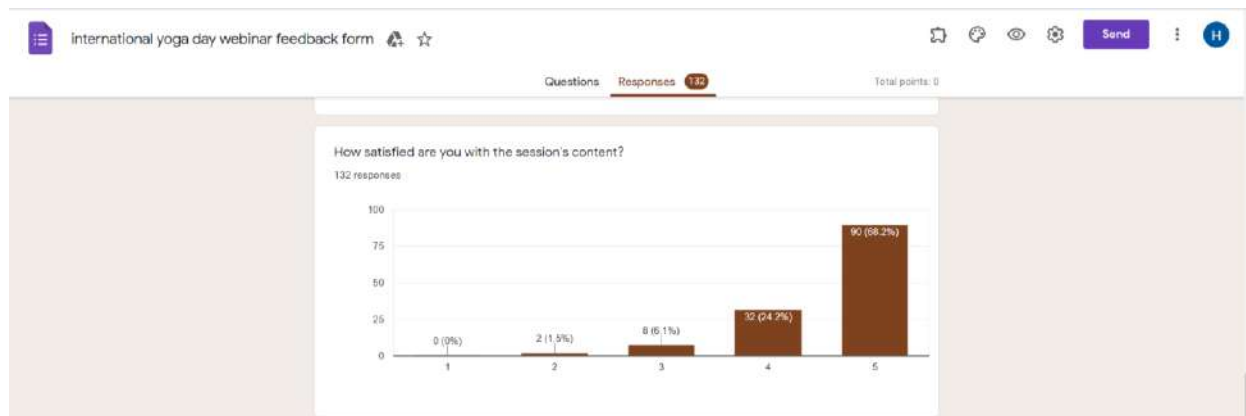 international yoga day webinar feedback form
Send
H
Questions Responses 132 Total points: 0
How satisfied are you with the session's content?
132 responses
100
75
50
25
0
0 (0%)
2 (1.5%)
8 (6.1%)
32 (24.2%)
90 (68.2%)
1 2 3 4 5